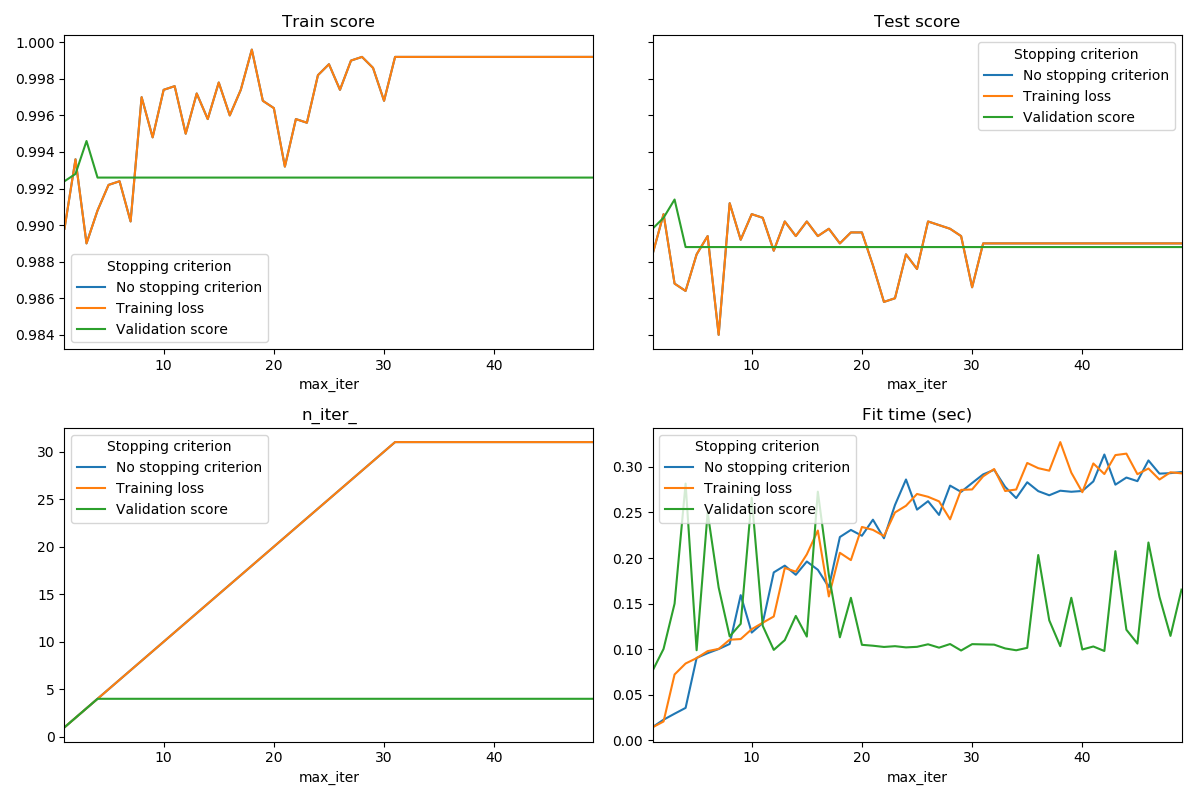 Train score
1.000
0.998
0.996
0.994
0.992
0.990
0.988
0.986
0.984
Stopping criterion
No stopping criterion
Training loss
Validation score
10
20
30
40
max_iter
Test score
Stopping criterion
No stopping criterion
Training loss
Validation score
10
20
30
40
max_iter
n_iter_
30
25
20
15
10
5
0
Stopping criterion
No stopping criterion
Training loss
Validation score
10
20
30
40
max_iter
Fit time (sec)
0.30
0.25
0.20
0.15
0.10
0.05
0.00
Stopping criterion
No stopping criterion
Training loss
Validation score
10
20
30
40
max_iter